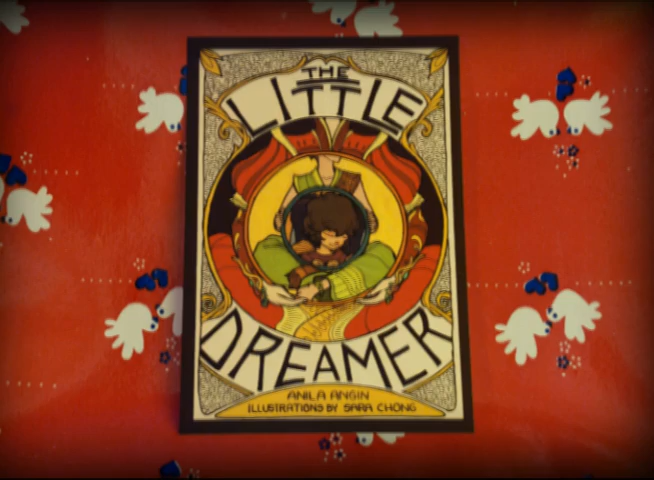 THE
LITTLE
DREAMER
ANILA ANGIN
ILLUSTRATIONS BY SARA CHONG